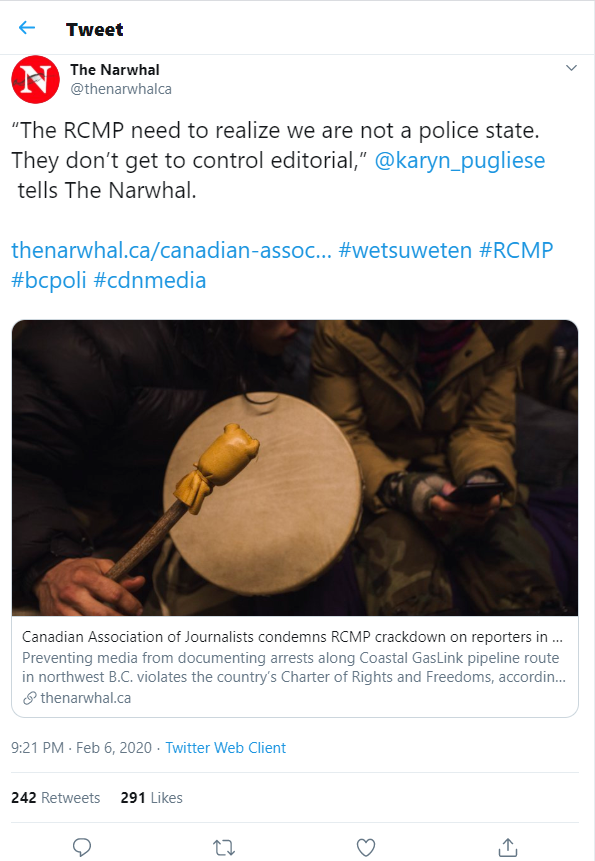 Tweet
The Narwhal
@thenarwhalca
“The RCMP need to realize we are not a police state.
They don’t get to control editorial,” @karyn_pugliese
tells The Narwhal.
thenarwhal.ca/canadian-assoc... #wetsuweten #RCMP
#bcpoli #cdnmedia
Canadian Association of Journalists condemns RCMP crackdown on reporters in ...
Preventing media from documenting arrests along Coastal GasLink pipeline route
in northwest B.C. violates the country’s Charter of Rights and Freedoms, accordin...
thenarwhal.ca
9:21 PM · Feb 6, 2020 · Twitter Web Client
242 Retweets 291 Likes